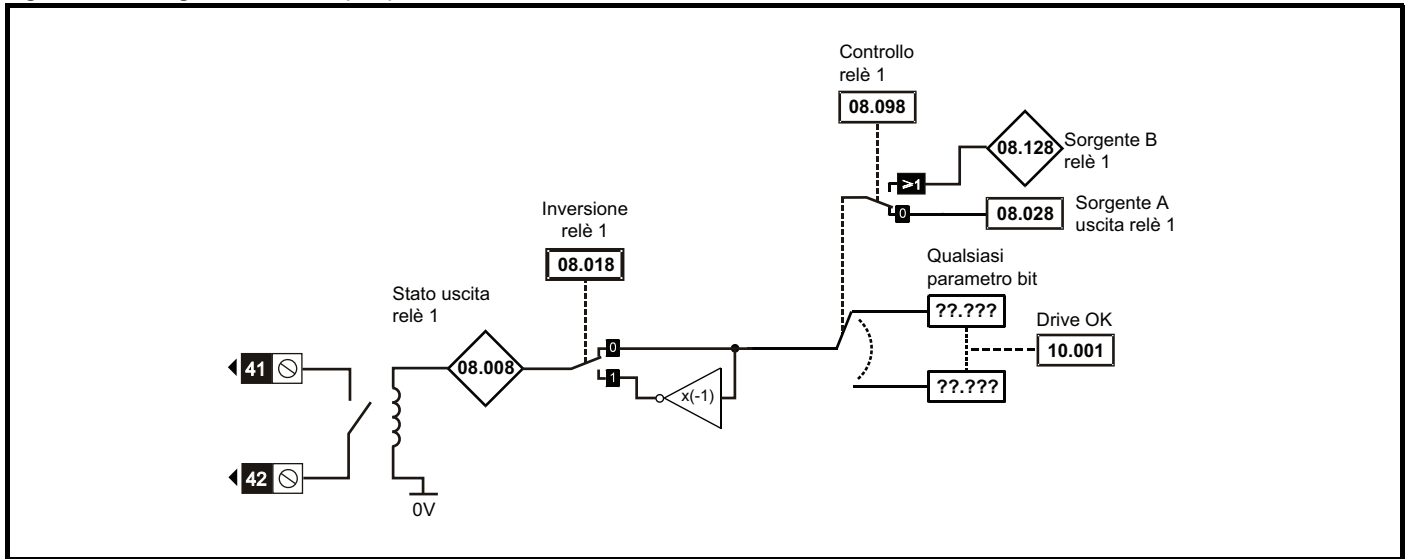 Controllo
relè 1
08.098
08.128
Sorgente B
relè 1
>1
0
08.028
Sorgente A
uscita relè 1
Inversione
relè 1
08.018
Qualsiasi
parametro bit
??.???
Drive OK
10.001
??.???
Stato uscita
relè 1
08.008
0
1
x(-1)
41
42
0V